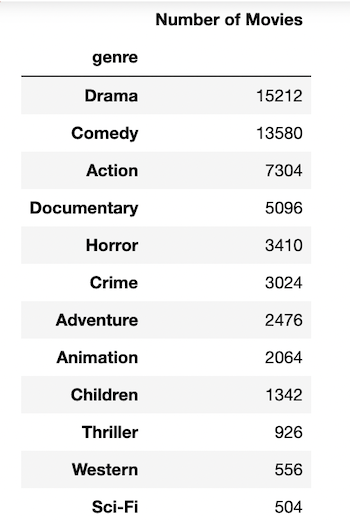 Number of Movies
genre
Drama 15212
Comedy 13580
Action 7304
Documentary 5096
Horror 3410
Crime 3024
Adventure 2476
Animation 2064
Children 1342
Thriller 926
Western 556
Sci-Fi 504